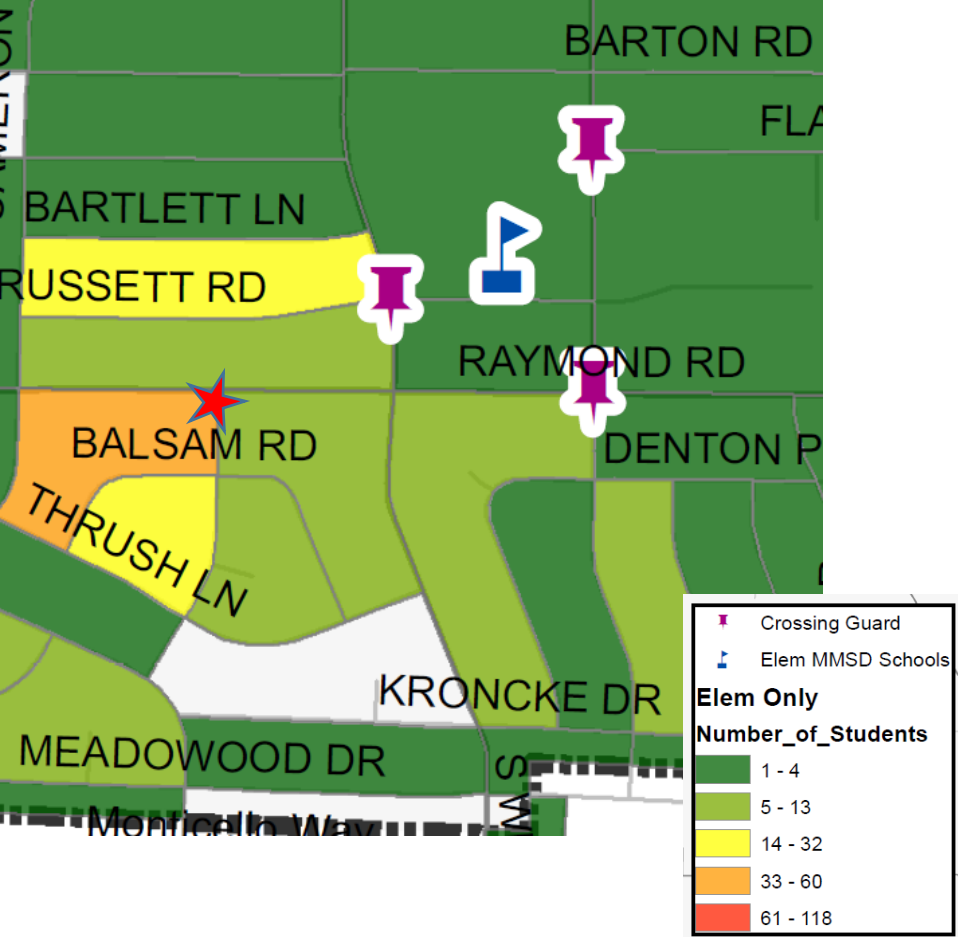 BARTON RD
FLA
BARTLETT LN
RUSSETT RD
RAYMOND RD
BALSAM RD
DENTON P
THRUSH LN
KRONCKE DR
MEADOWOOD DR
S W
Monticello Way
Crossing Guard
Elem MMSD Schools
Elem Only
Number_of_Students
1 - 4
5 - 13
14 - 32
33 - 60
61 - 118